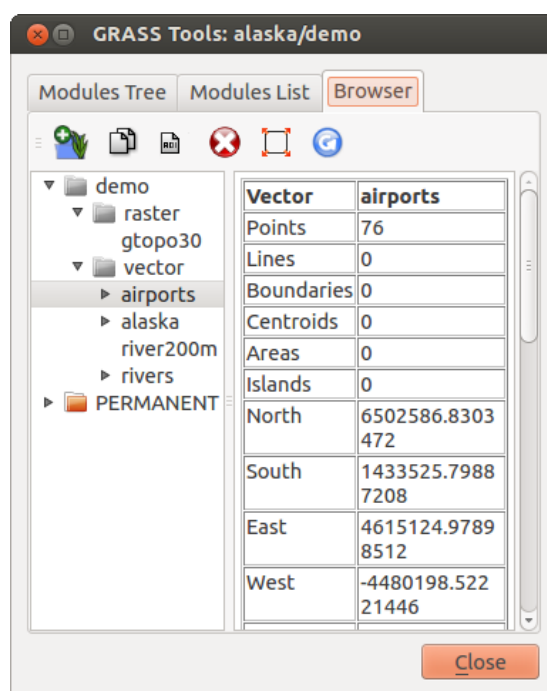 GRASS Tools: alaska/demo
Modules Tree Modules List Browser
demo
raster
gtopo30
vector
airports
alaska
river200m
rivers
PERMANENT
Vector airports
Points 76
Lines 0
Boundaries 0
Centroids 0
Areas 0
Islands 0
North 6502586.8303
472
South 1433525.7988
7208
East 4615124.9789
8512
West -4480198.522
21446
Close